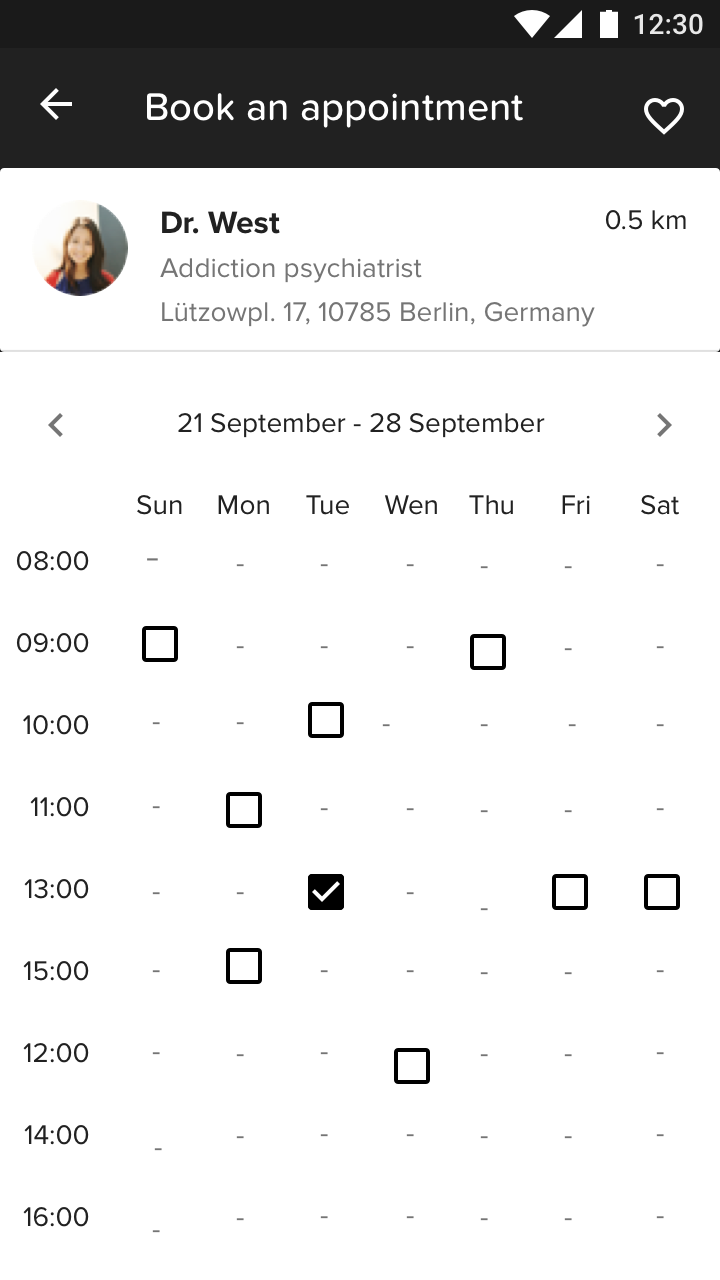 12:30
Book an appointment
Dr. West 0.5 km
Addiction psychiatrist
Lützowpl. 17, 10785 Berlin, Germany
21 September - 28 September
Sun Mon Tue Wen Thu Fri Sat
08:00 - - - - - - -
09:00 - - - - -
10:00 - - - - - -
11:00 - - - - - -
13:00 - - - -
15:00 - - - - - -
12:00 - - - - - -
14:00 - - - - - - -
16:00 - - - - - - -